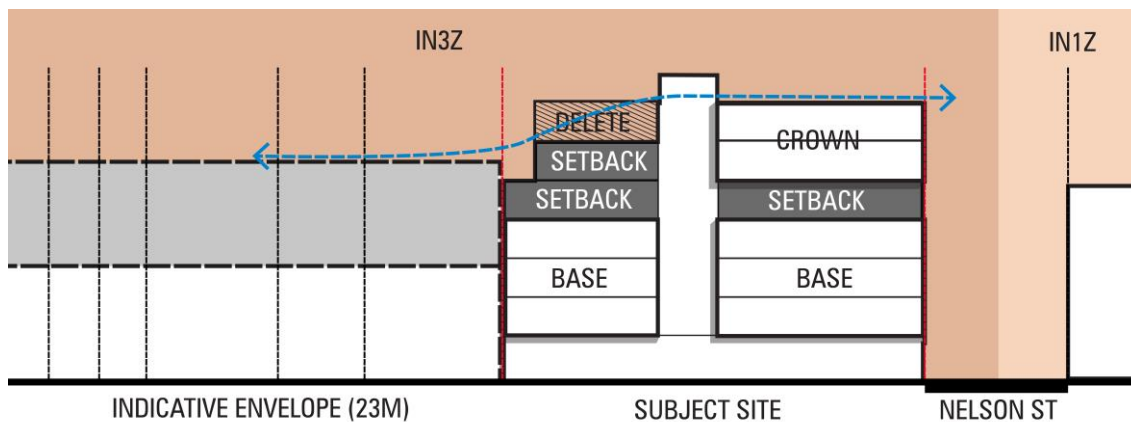 IN3Z
IN1Z
DELETE
CROWN
SETBACK
SETBACK
SETBACK
BASE
BASE
INDICATIVE ENVELOPE (23M)
SUBJECT SITE
NELSON ST